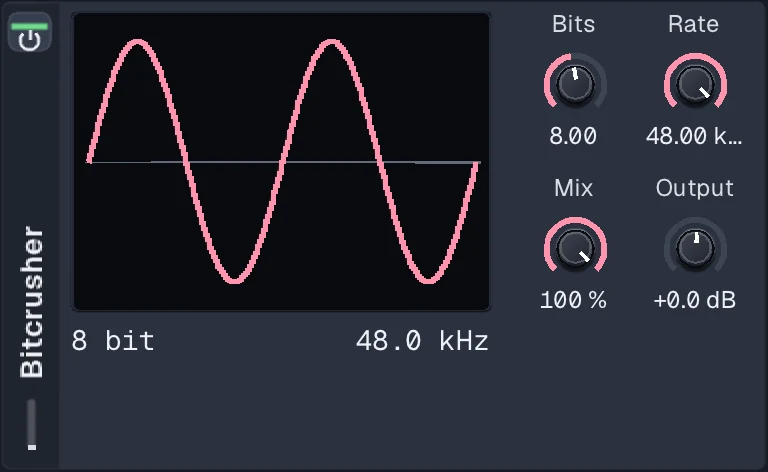 Bitcrusher
8 bit
48.0 kHz
Bits
Rate
8.00
48.00 k…
Mix
Output
100 %
+0.0 dB